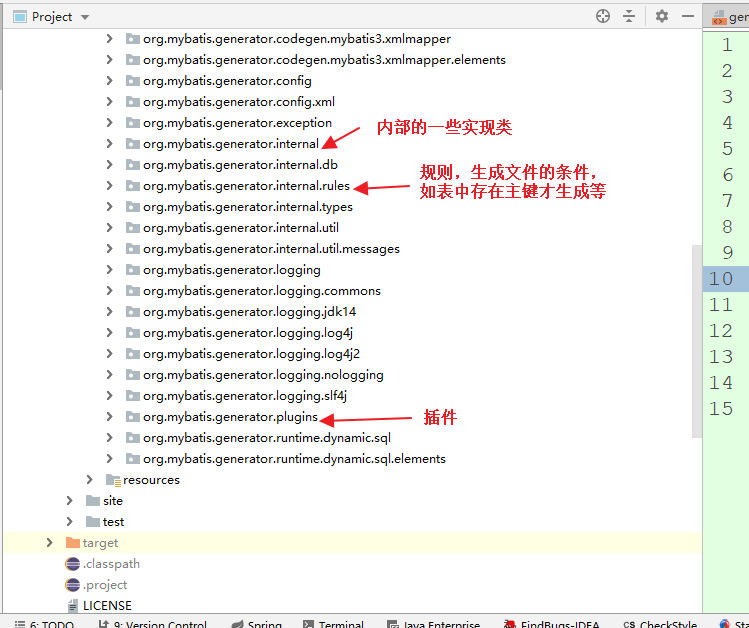 Project
gen
org.mybatis.generator.codegen.mybatis3.xmlmapper
org.mybatis.generator.codegen.mybatis3.xmlmapper.elements
org.mybatis.generator.config
org.mybatis.generator.config.xml
org.mybatis.generator.exception
org.mybatis.generator.internal
内部的一些实现类
org.mybatis.generator.internal.db
org.mybatis.generator.internal.rules
规则，生成文件的条件，
如表中存在主键才生成等
org.mybatis.generator.internal.types
org.mybatis.generator.internal.util
org.mybatis.generator.internal.util.messages
org.mybatis.generator.logging
org.mybatis.generator.logging.commons
org.mybatis.generator.logging.jdk14
org.mybatis.generator.logging.log4j
org.mybatis.generator.logging.log4j2
org.mybatis.generator.logging.nologging
org.mybatis.generator.logging.slf4j
org.mybatis.generator.plugins
插件
org.mybatis.generator.runtime.dynamic.sql
org.mybatis.generator.runtime.dynamic.sql.elements
resources
site
test
target
.classpath
.project
LICENSE
1
2
3
4
5
6
7
8
9
10
11
12
13
14
15
6: TODO
9: Version Control
Spring
Terminal
Java Enterprise
FindBugs-IDEA
CS CheckStyle
Sta